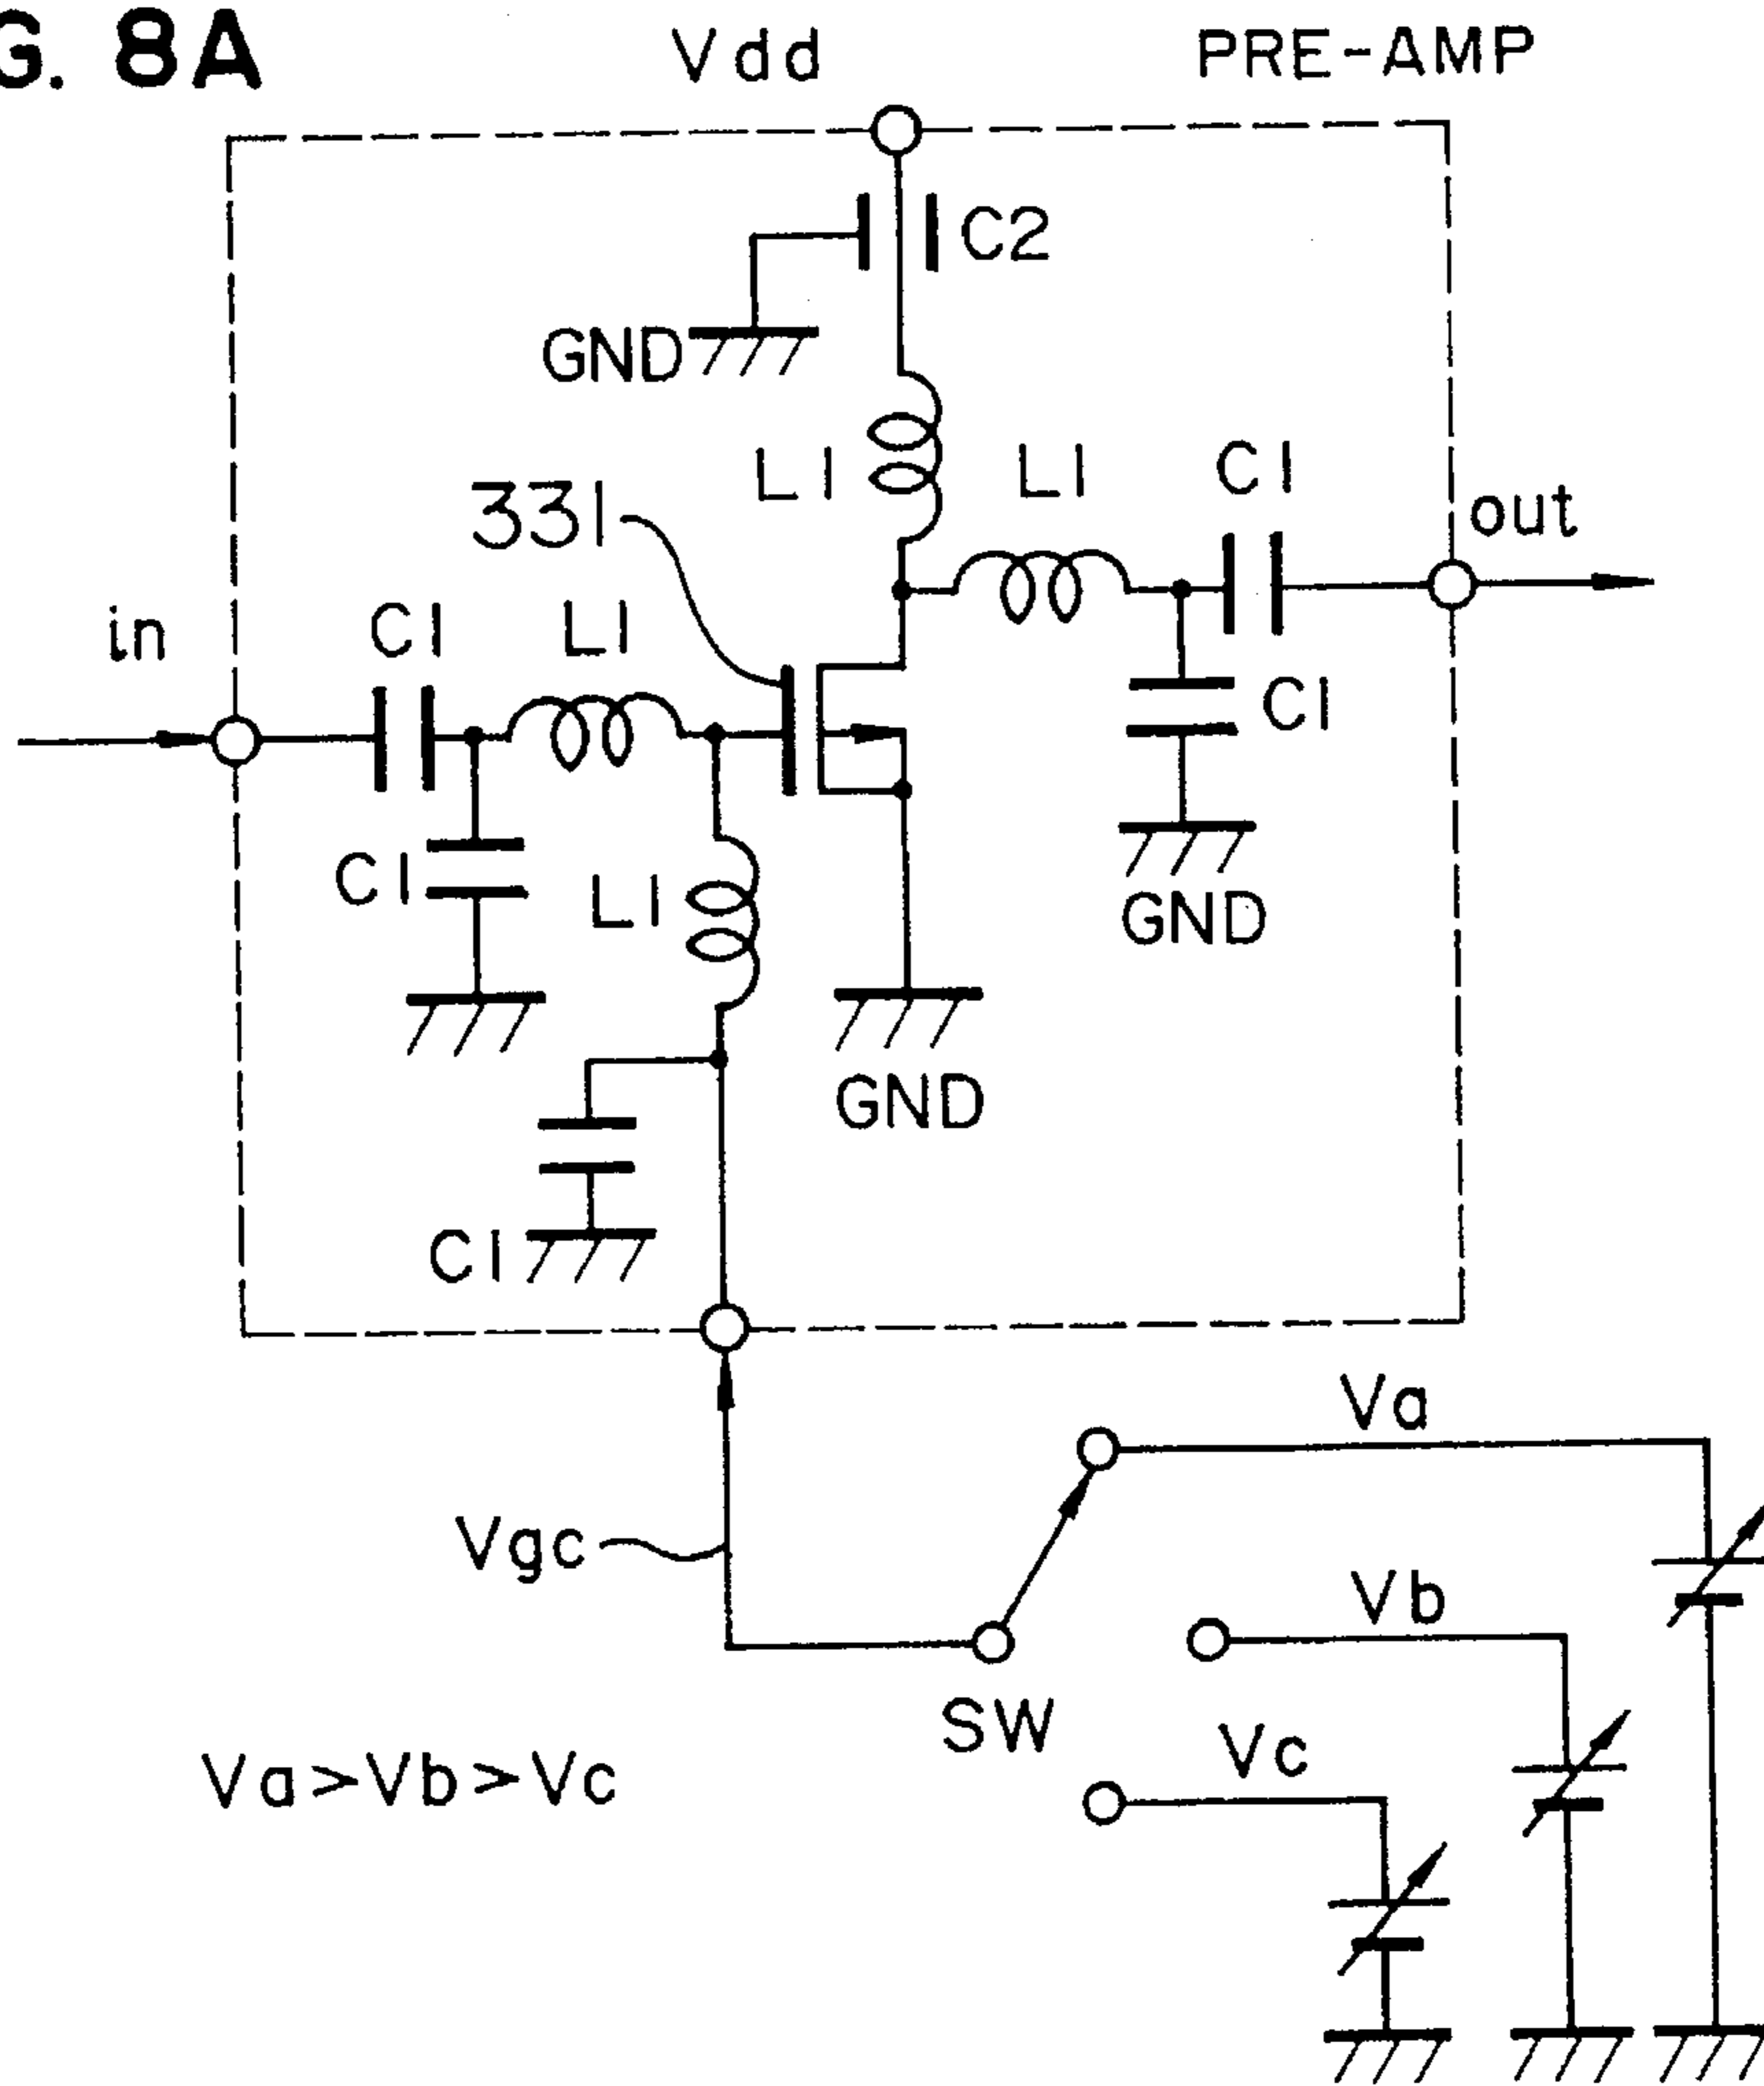 G. 8A
Vdd
PRE-AMP
C2
GND
L1
L1
C1
out
331
in
C1
L1
C1
C1
L1
GND
GND
C1
Va
Vgc
Vb
SW
Vc
Va>Vb>Vc